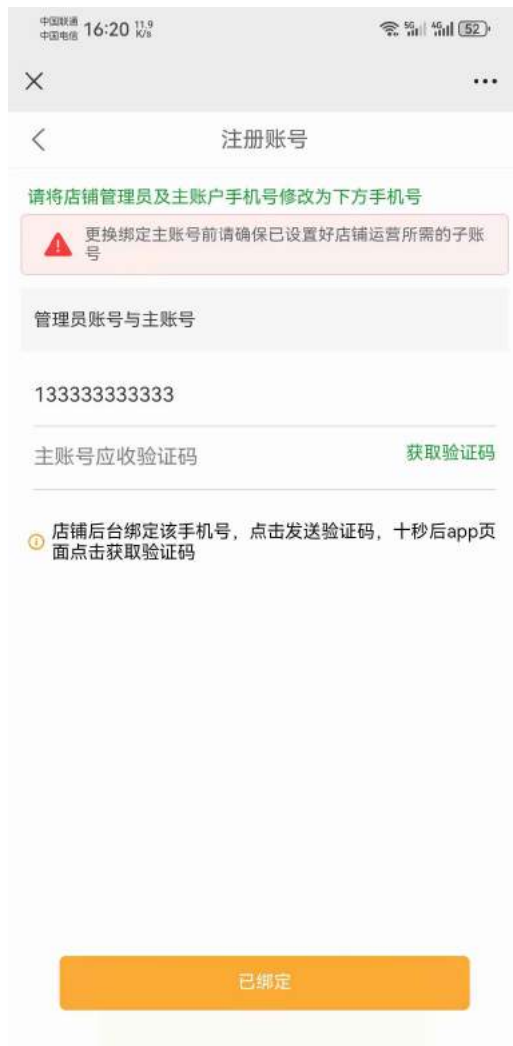 中国联通
中国电信 16:20 11.9 K/s 5G 4G 52
注册账号
请将店铺管理员及主账户手机号修改为下方手机号
更换绑定主账号前请确保已设置好店铺运营所需的子账
号
管理员账号与主账号
133333333333
主账号应收验证码 获取验证码
店铺后台绑定该手机号，点击发送验证码，十秒后app页
面点击获取验证码
已绑定